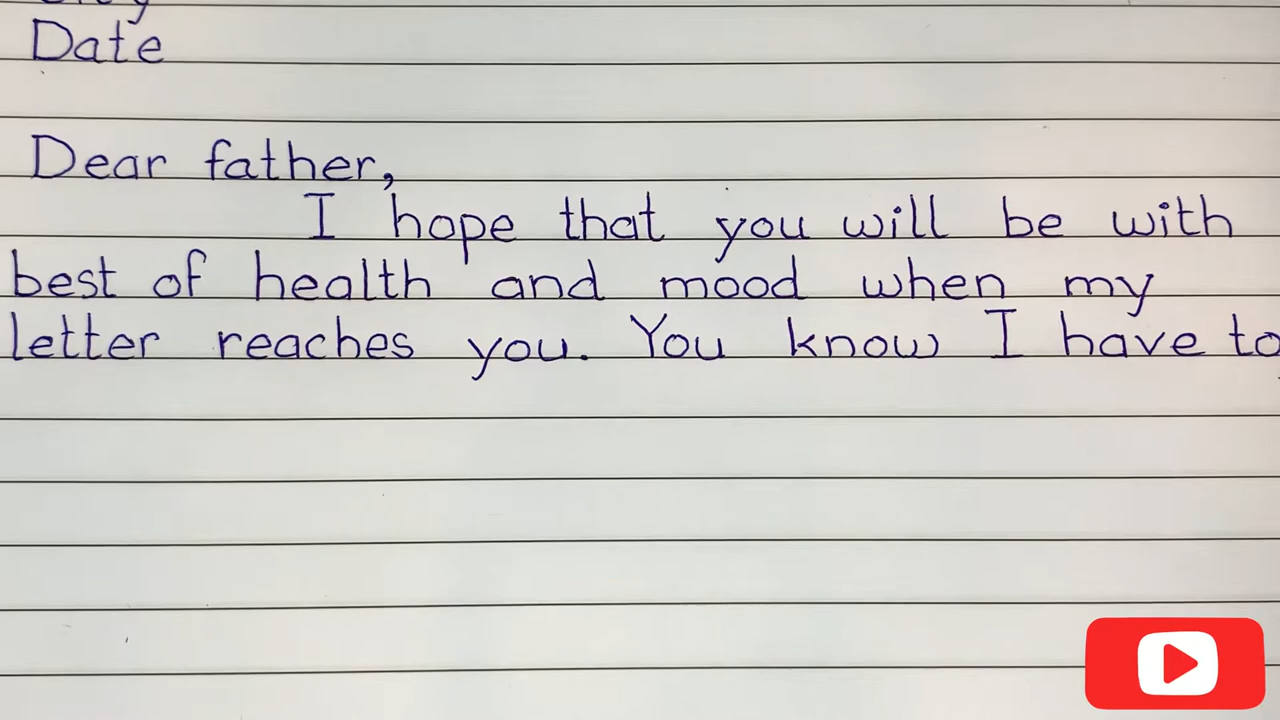 Date
Dear father,
I hope that you will be with
best of health and mood when my
letter reaches you. You know I have to